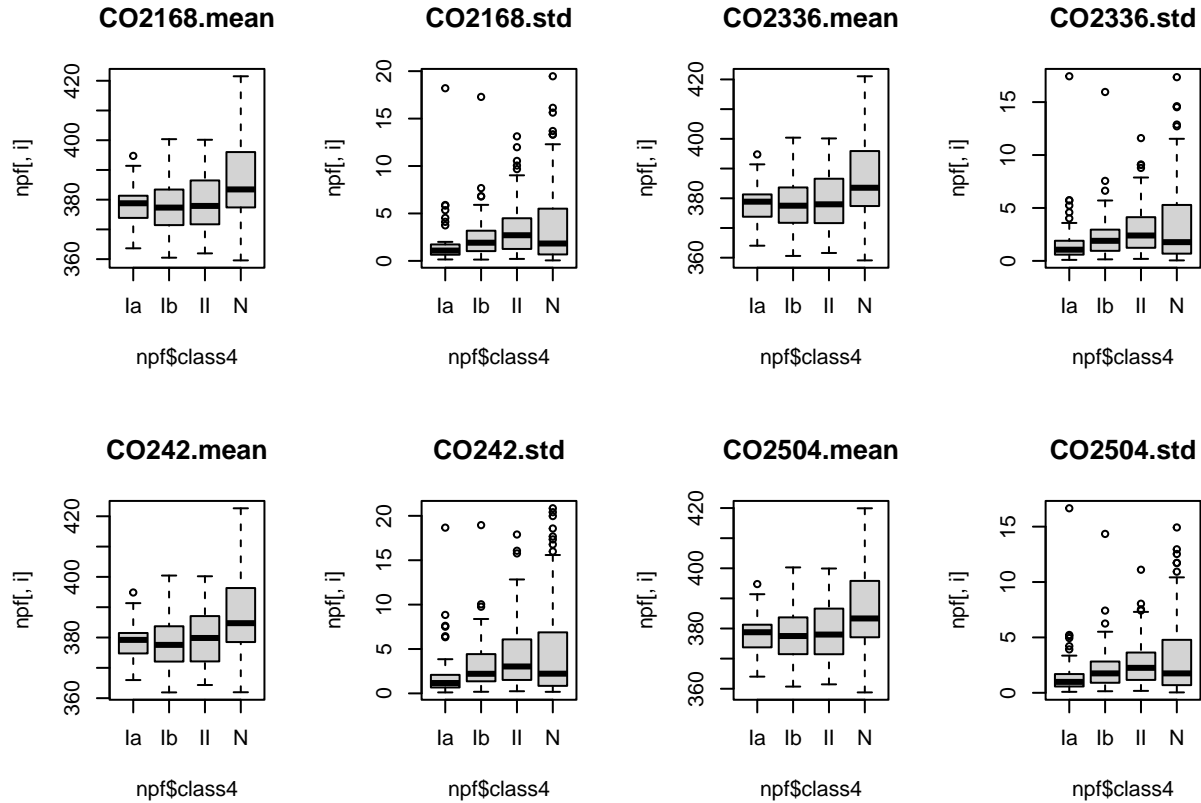 CO2168.mean
npf[, i]
360 380 400 420
Ia Ib II N
npf$class4
CO2168.std
npf[, i]
0 5 10 15 20
Ia Ib II N
npf$class4
CO2336.mean
npf[, i]
360 380 400 420
Ia Ib II N
npf$class4
CO2336.std
npf[, i]
0 5 10 15
Ia Ib II N
npf$class4
CO242.mean
npf[, i]
360 380 400 420
Ia Ib II N
npf$class4
CO242.std
npf[, i]
0 5 10 15 20
Ia Ib II N
npf$class4
CO2504.mean
npf[, i]
360 380 400 420
Ia Ib II N
npf$class4
CO2504.std
npf[, i]
0 5 10 15
Ia Ib II N
npf$class4